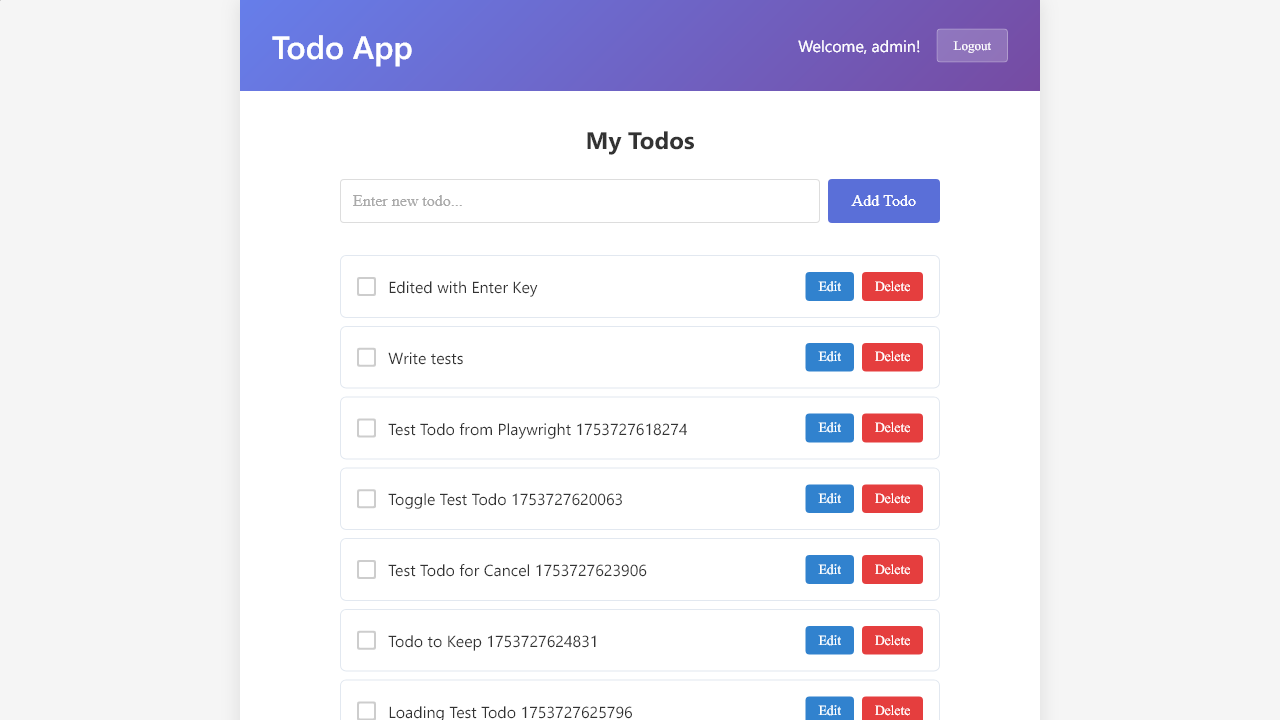 Todo App
Welcome, admin!
Logout
My Todos
Enter new todo...
Add Todo
Edited with Enter Key
Edit
Delete
Write tests
Edit
Delete
Test Todo from Playwright 1753727618274
Edit
Delete
Toggle Test Todo 1753727620063
Edit
Delete
Test Todo for Cancel 1753727623906
Edit
Delete
Todo to Keep 1753727624831
Edit
Delete
Loading Test Todo 1753727625796
Edit
Delete